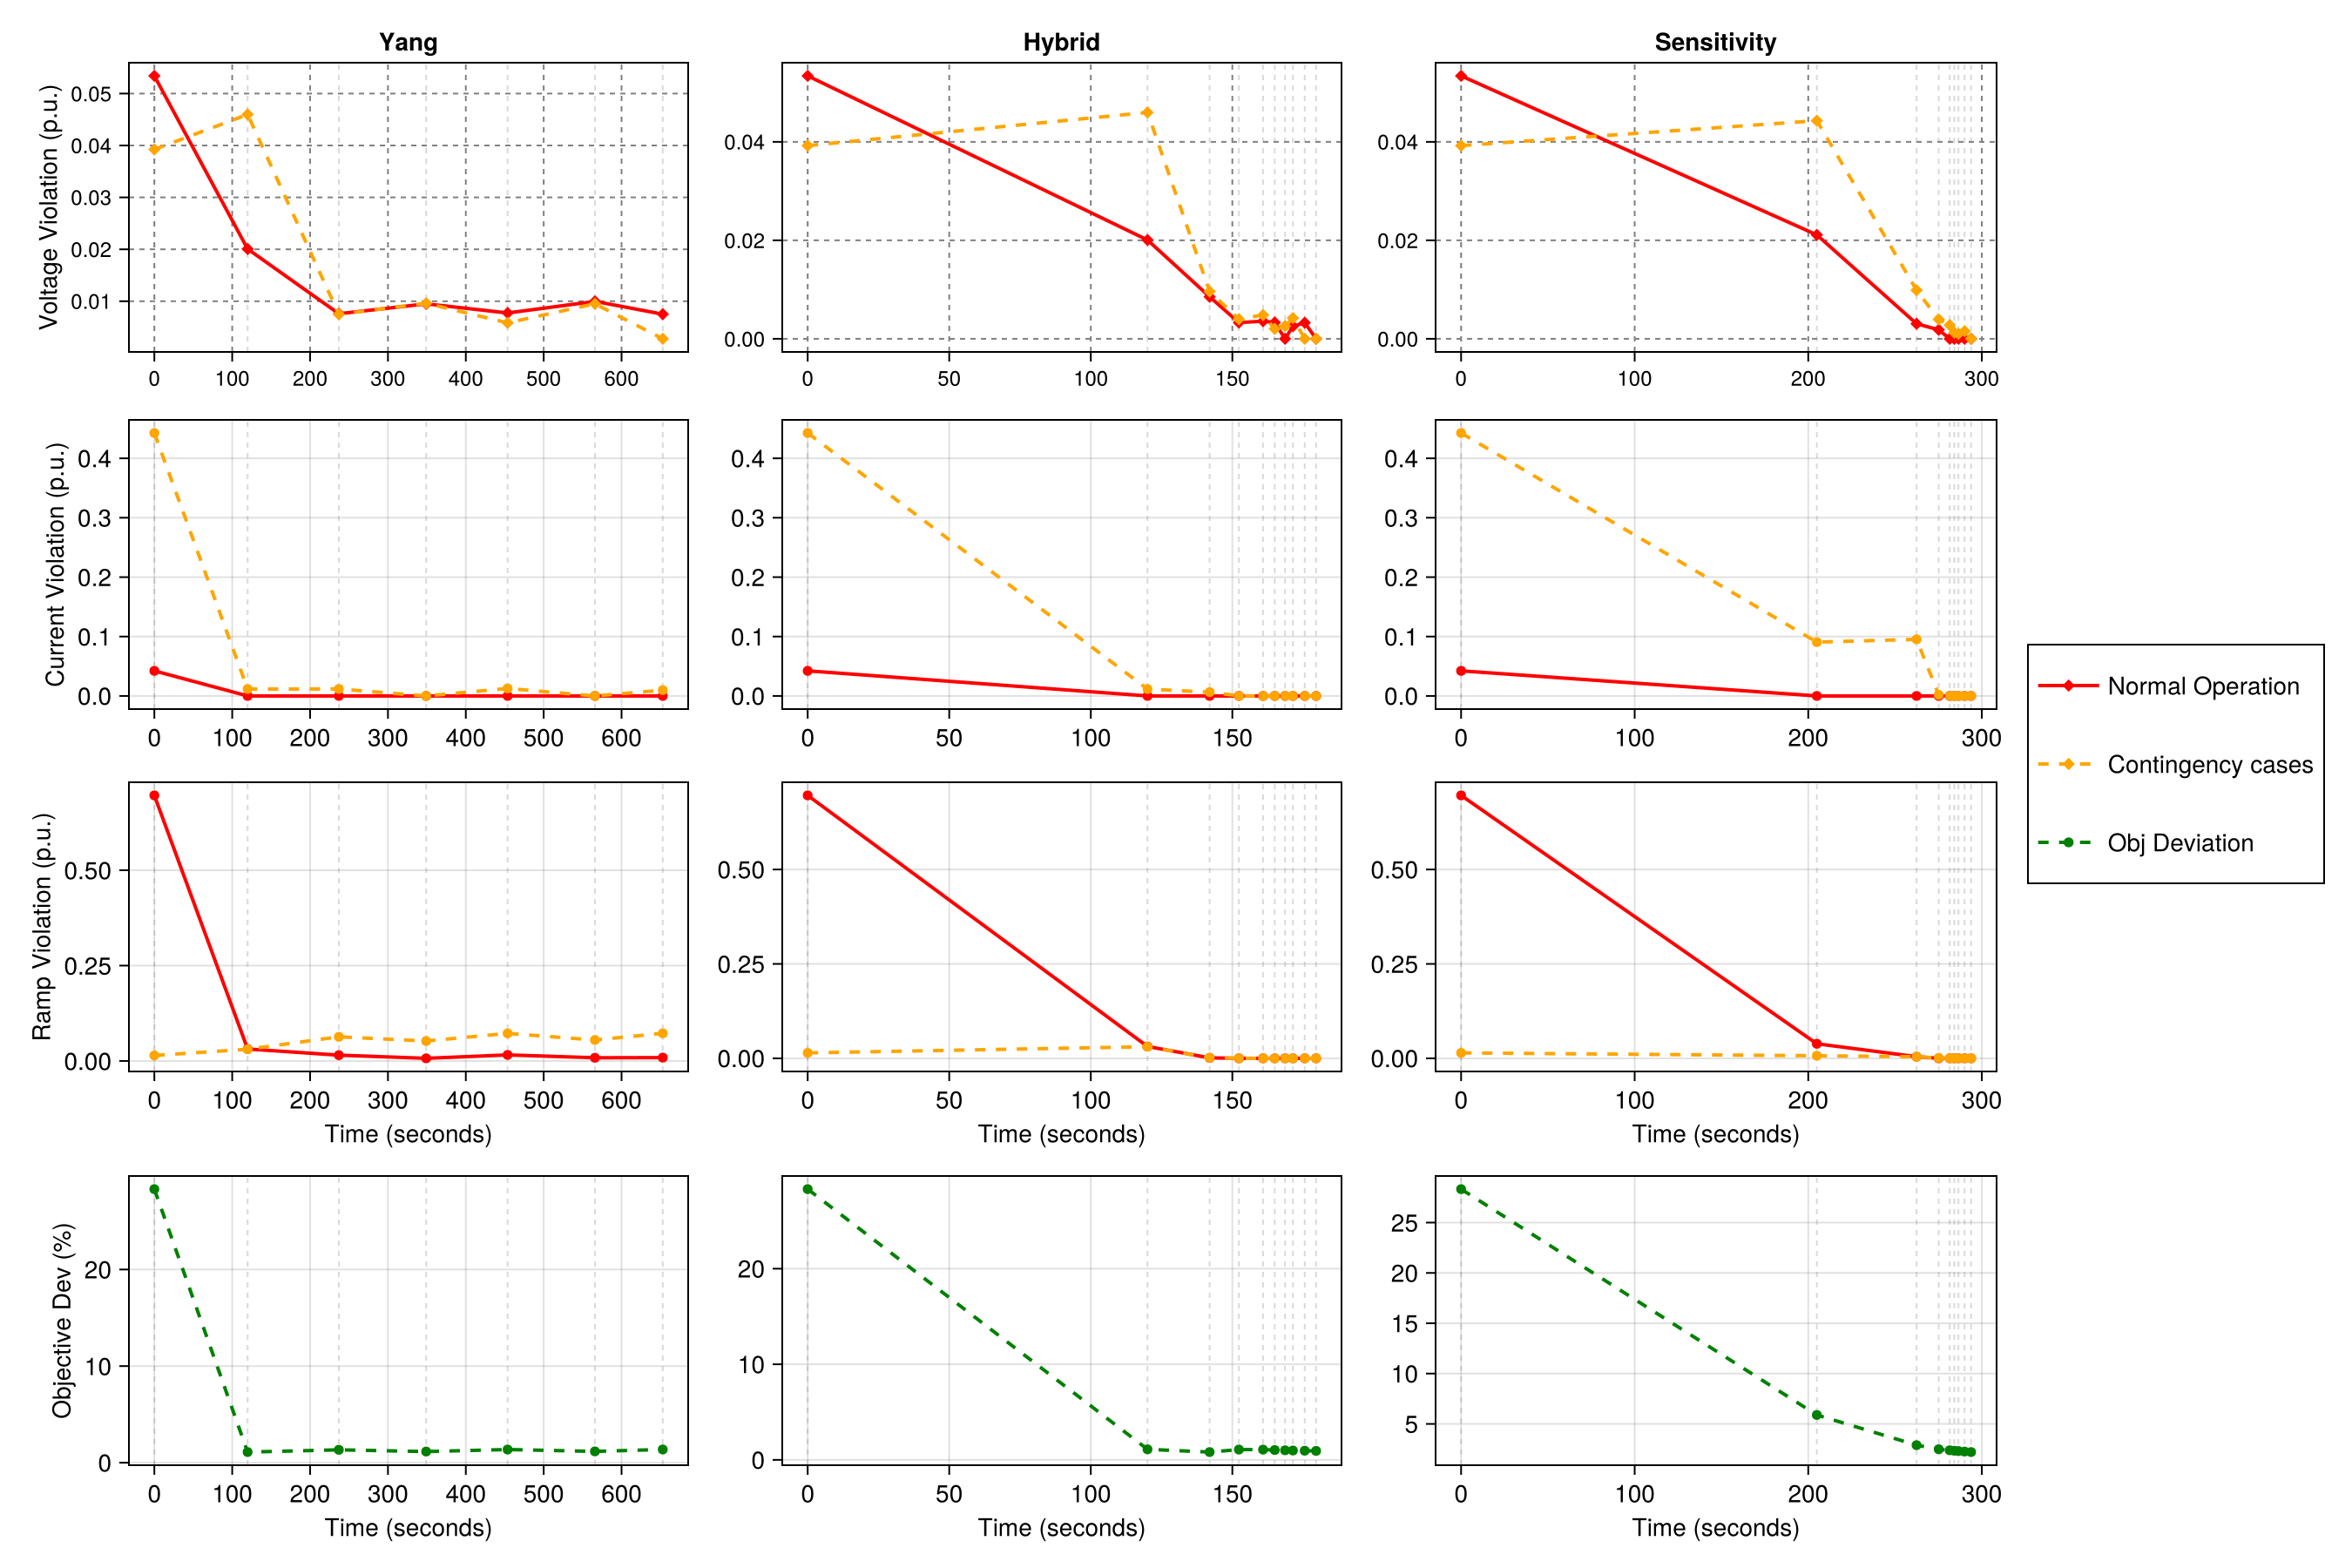 Yang
Hybrid
Sensitivity
Voltage Violation (p.u.)
0.05
0.04
0.03
0.02
0.01
0 100 200 300 400 500 600
0.04
0.02
0.00
0 50 100 150
0.04
0.02
0.00
0 100 200 300
Current Violation (p.u.)
0.4
0.3
0.2
0.1
0.0
0 100 200 300 400 500 600
0.4
0.3
0.2
0.1
0.0
0 50 100 150
0.4
0.3
0.2
0.1
0.0
0 100 200 300
Normal Operation
Contingency cases
Obj Deviation
Ramp Violation (p.u.)
0.50
0.25
0.00
0 100 200 300 400 500 600
Time (seconds)
0.50
0.25
0.00
0 50 100 150
Time (seconds)
0.50
0.25
0.00
0 100 200 300
Time (seconds)
Objective Dev (%)
20
10
0
0 100 200 300 400 500 600
Time (seconds)
20
10
0
0 50 100 150
Time (seconds)
25
20
15
10
5
0 100 200 300
Time (seconds)